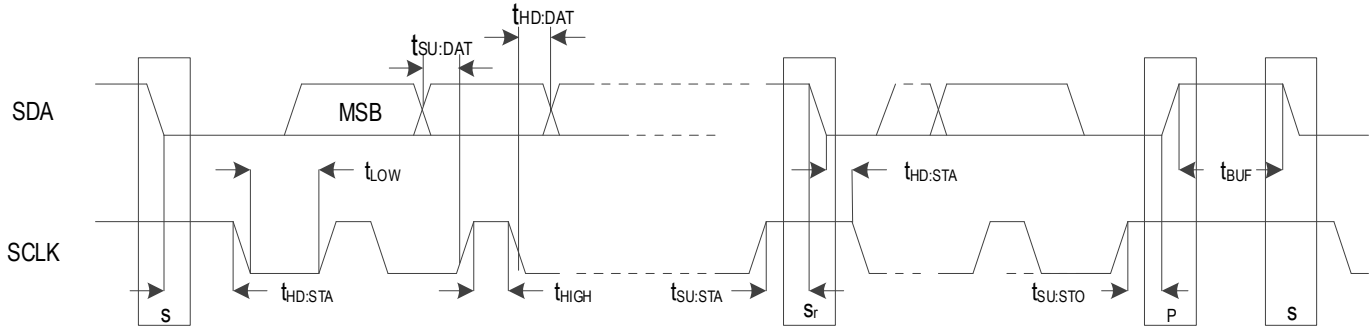 tHD:DAT
tSU:DAT
SDA
MSB
tLOW
tHD:STA
tBUF
SCLK
tHD:STA
tHIGH
tSU:STA
tSU:STO
S
Sr
P
S